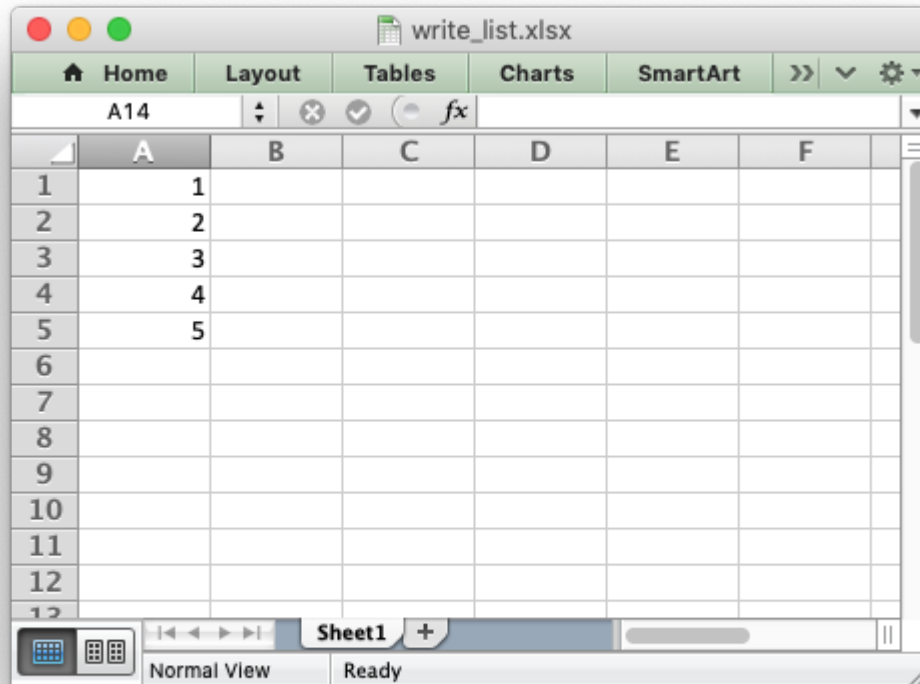 write_list.xlsx
Home Layout Tables Charts SmartArt
A14 fx
A B C D E F
1 1
2 2
3 3
4 4
5 5
6
7
8
9
10
11
12
13
Sheet1 +
Normal View Ready